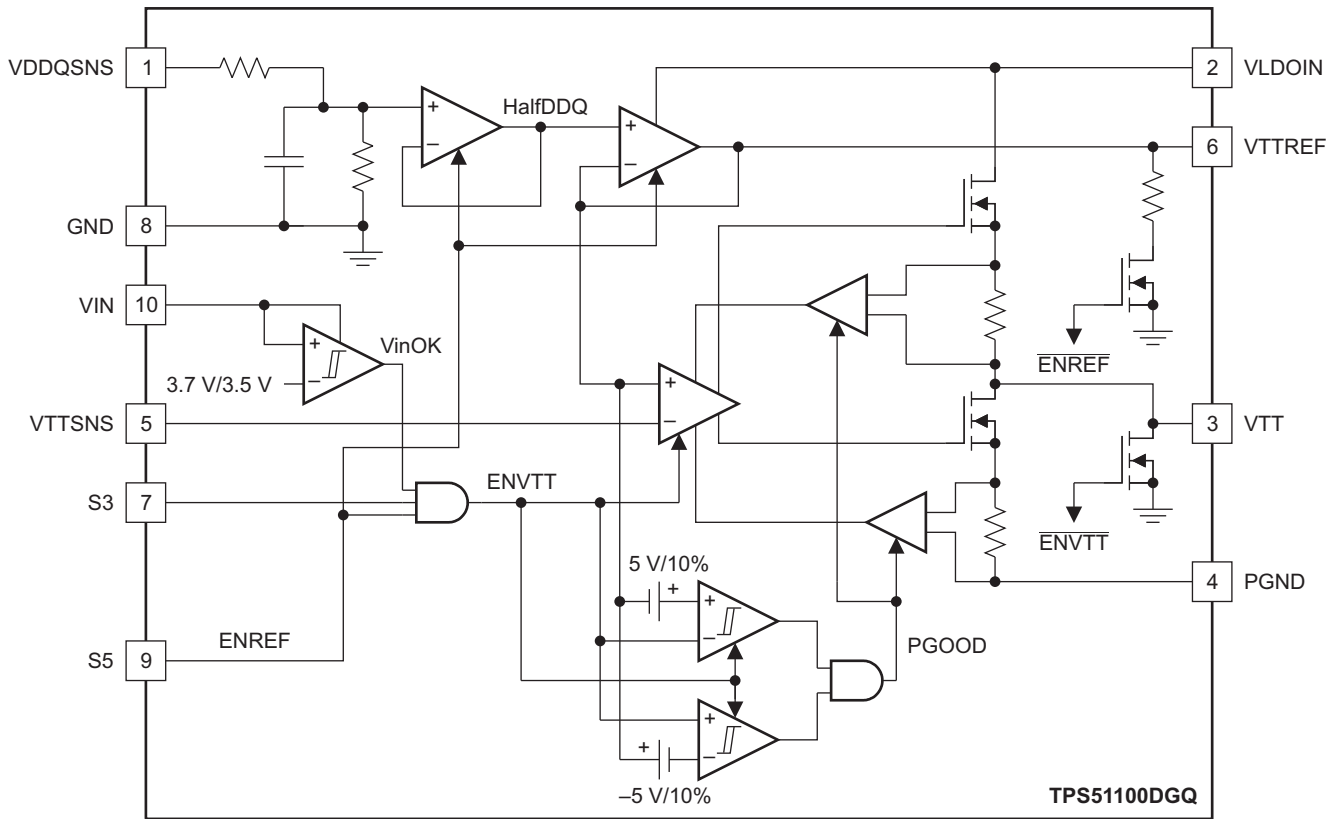 VDDQSNS 1
2 VLDOIN
+
HalfDDQ
+
−
−
6 VTTREF
GND 8
VIN 10
+
VinOK
3.7 V/3.5 V
−
ENREF
+
VTTSNS 5
−
3 VTT
S3 7
ENVTT
ENVTT
5 V/10%
+
+
4 PGND
−
PGOOD
S5 9
ENREF
+
+
−
–5 V/10%
TPS51100DGQ